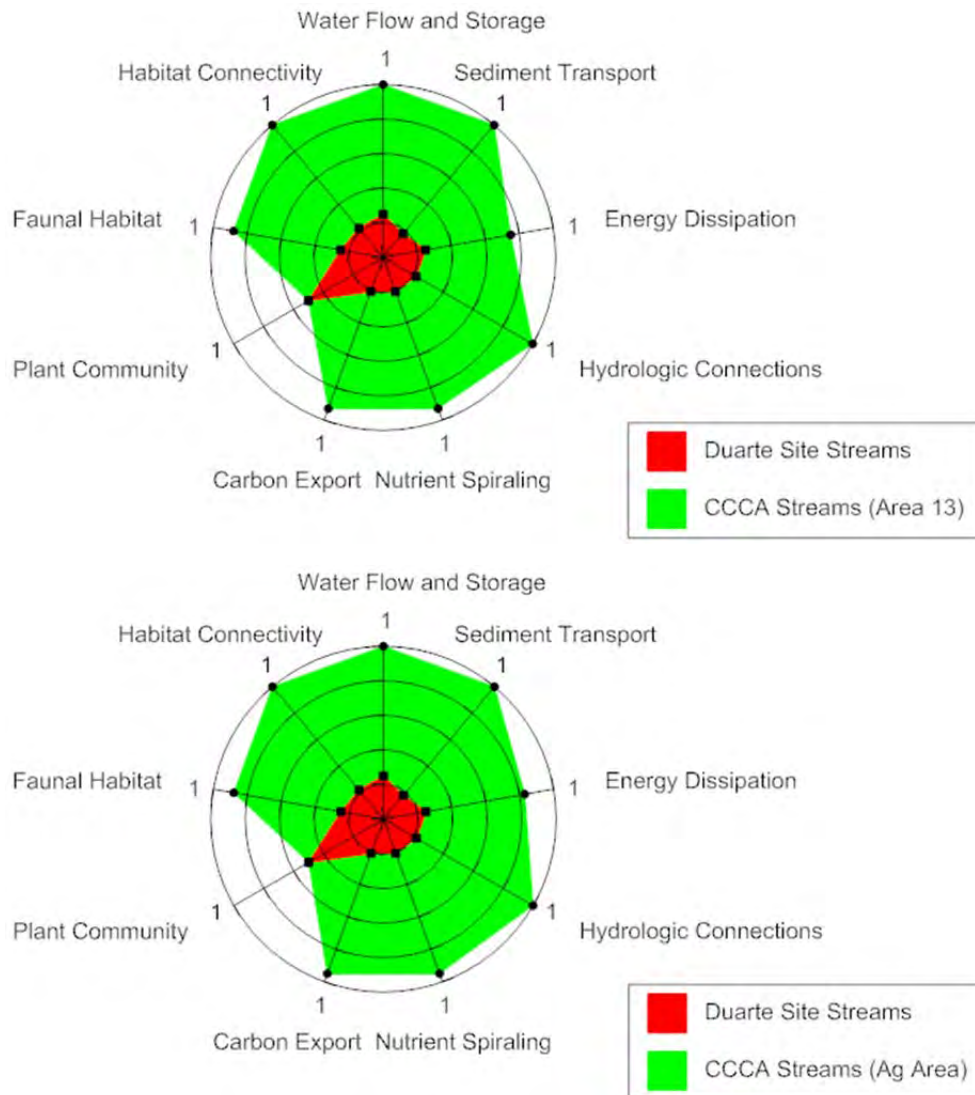 Water Flow and Storage
1
Habitat Connectivity
Sediment Transport
1
1
Faunal Habitat
1
1
Energy Dissipation
1
1
Plant Community
Hydrologic Connections
1
1
Carbon Export Nutrient Spiraling
Duarte Site Streams
CCCA Streams (Area 13)
Water Flow and Storage
1
Habitat Connectivity
Sediment Transport
1
1
Faunal Habitat
1
1
Energy Dissipation
1
1
Plant Community
Hydrologic Connections
1
1
Carbon Export Nutrient Spiraling
Duarte Site Streams
CCCA Streams (Ag Area)